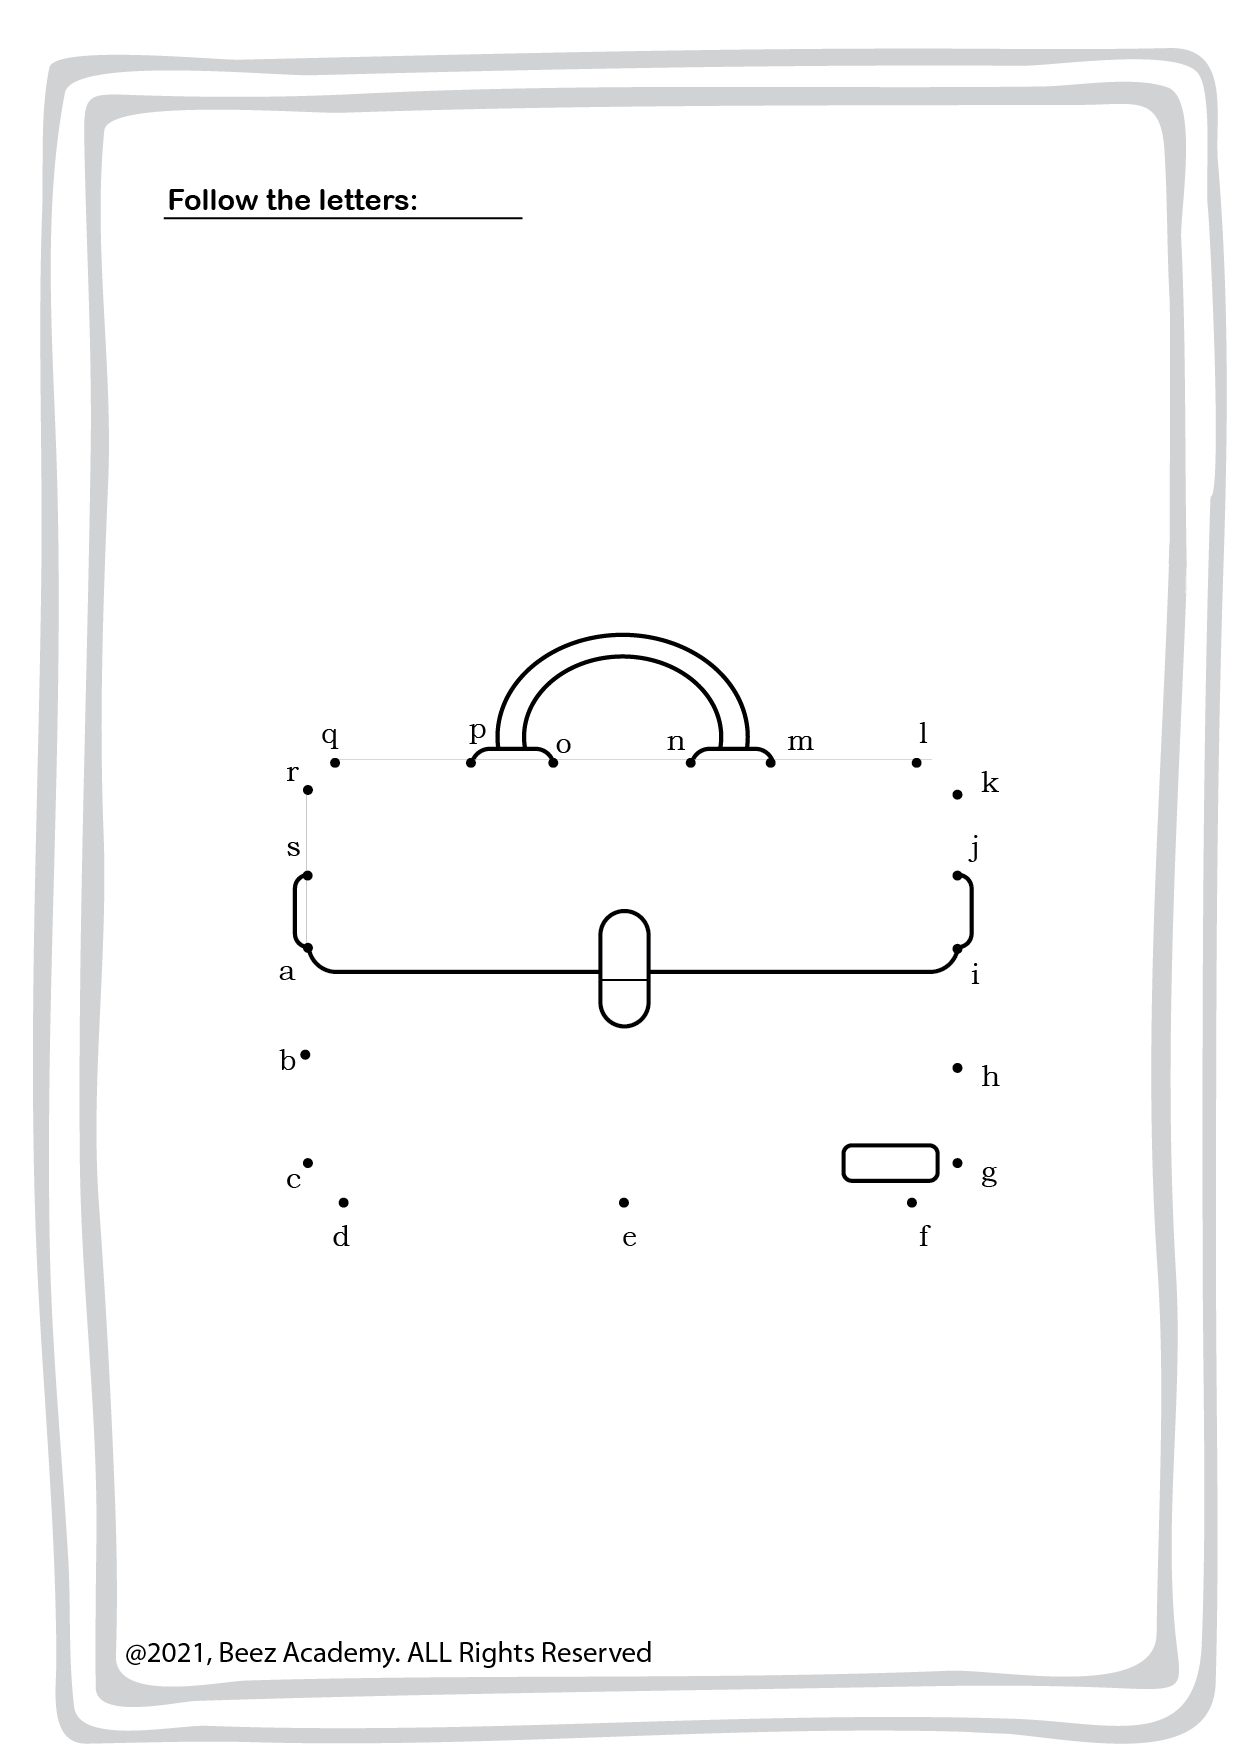 Follow the letters:
q
p
o
n
m
l
r
k
s
j
a
i
b
h
c
g
d
e
f
@2021, Beez Academy. ALL Rights Reserved